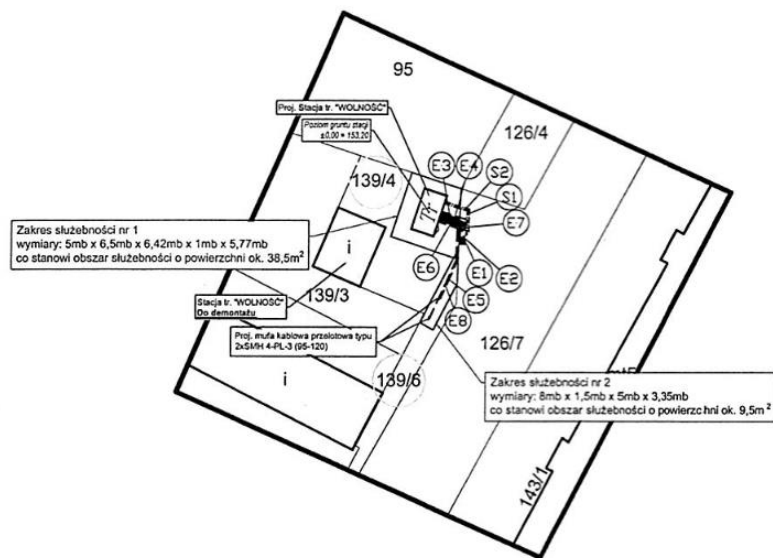 95
Proj. Stacja tr. "WOLNOŚĆ"
126/4
Poziom gruntu stacji
±0,00 = 153,20
E3
E4
S2
139/4
S1
E7
Zakres służebności nr 1
wymiary: 5mb x 6,5mb x 6,42mb x 1mb x 5,77mb
co stanowi obszar służebności o powierzchni ok. 38,5m²
i
E6
E1
E2
Stacja tr. "WOLNOŚĆ"
Do demontażu
139/3
E5
E8
Proj. mufa kablowa przelotowa typu
2xSMH 4-PL-3 (95-120)
126/7
i
139/6
Zakres służebności nr 2
wymiary: 8mb x 1,5mb x 5mb x 3,35mb
co stanowi obszar służebności o powierzchni ok. 9,5m²
143/1